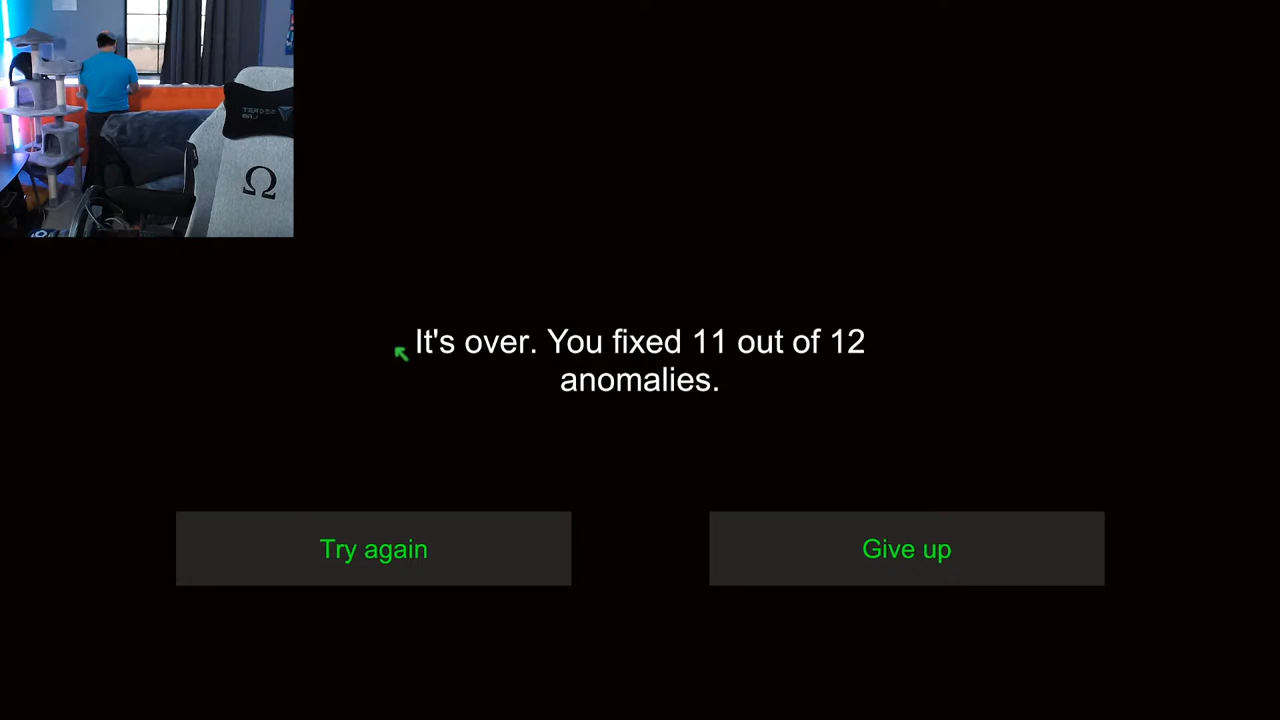 It's over. You fixed 11 out of 12
anomalies.
Try again
Give up
Ω